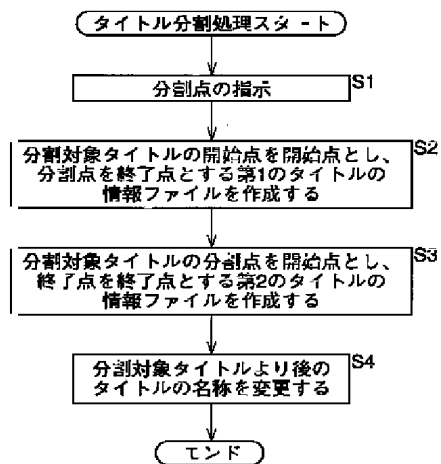 タイトル分割処理スタート
分割点の指示
S1
分割対象タイトルの開始点を開始点とし、
分割点を終了点とする第1のタイトルの
情報ファイルを作成する
S2
分割対象タイトルの分割点を開始点とし、
終了点を終了点とする第2のタイトルの
情報ファイルを作成する
S3
分割対象タイトルより後の
タイトルの名称を変更する
S4
エンド